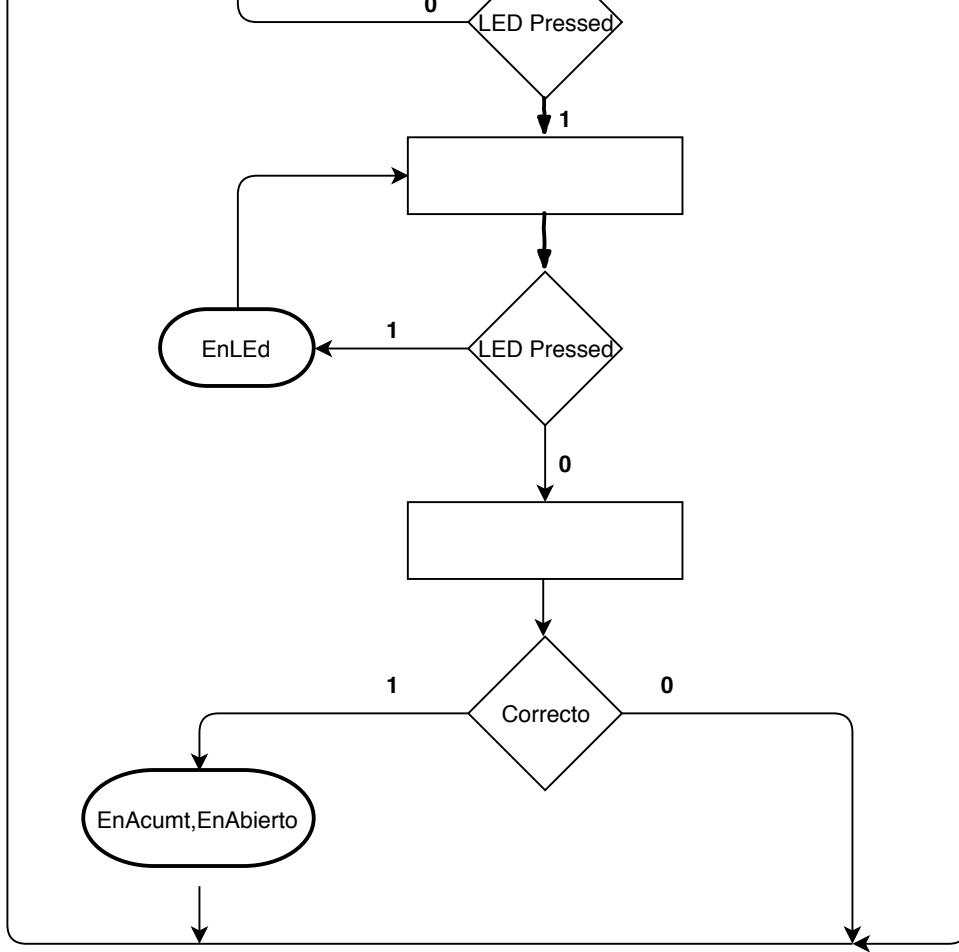 0
LED Pressed
1
1
EnLEd
LED Pressed
0
1
0
Correcto
EnAcumt,EnAbierto